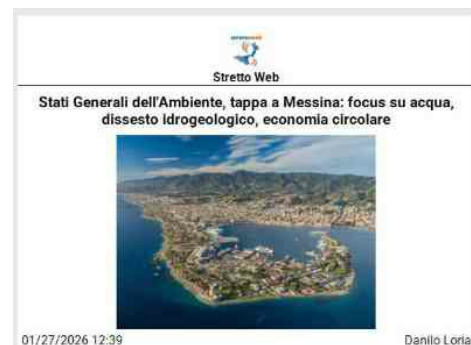 Stretto Web
Stati Generali dell'Ambiente, tappa a Messina: focus su acqua,
dissesto idrogeologico, economia circolare
01/27/2026 12:39
Danilo Loria